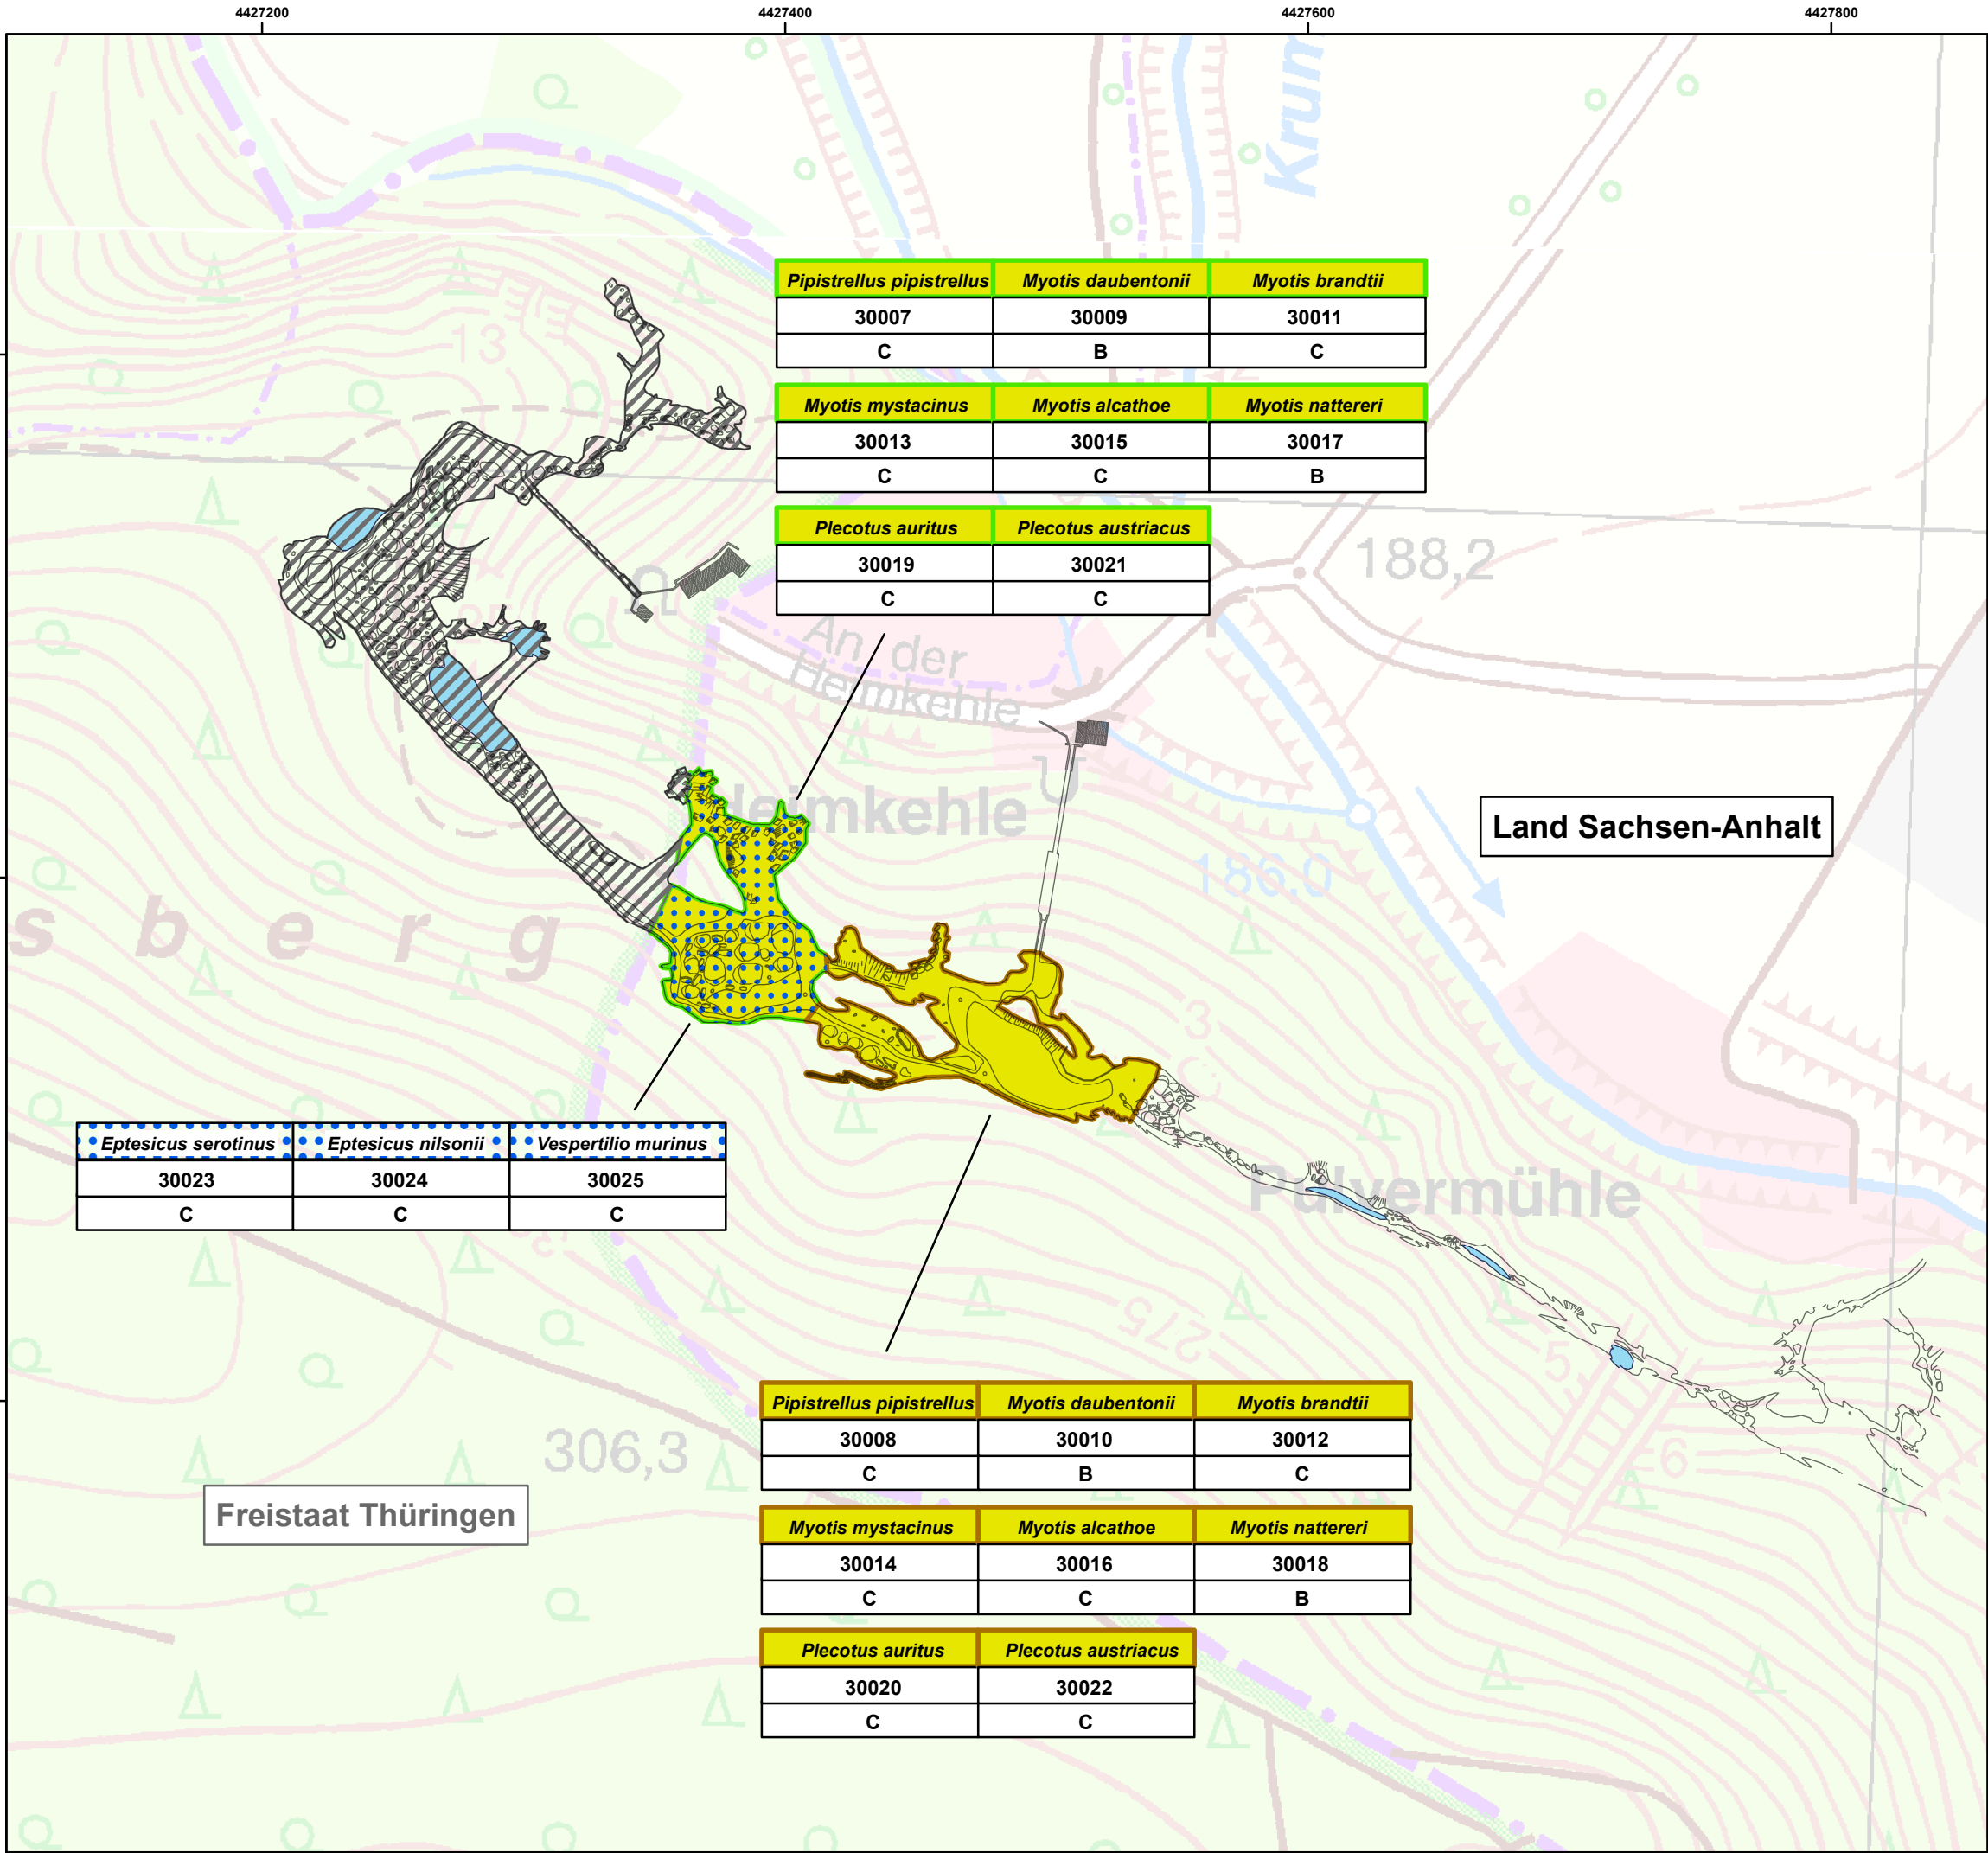 4427200 4427400 4427600 4427800
Krun
13
Pipistrellus pipistrellus Myotis daubentonii Myotis brandtii
30007 30009 30011
C B C
Myotis mystacinus Myotis alcathoe Myotis nattereri
30013 30015 30017
C C B
Plecotus auritus Plecotus austriacus
30019 30021
C C
188,2
An der
Heimkehle
Heimkehle
Land Sachsen-Anhalt
186,0
sberg
Eptesicus serotinus Eptesicus nilsonii Vespertilio murinus
30023 30024 30025
C C C
Pulvermühle
275
306,3
Pipistrellus pipistrellus Myotis daubentonii Myotis brandtii
30008 30010 30012
C B C
Freistaat Thüringen
Myotis mystacinus Myotis alcathoe Myotis nattereri
30014 30016 30018
C C B
Plecotus auritus Plecotus austriacus
30020 30022
C C